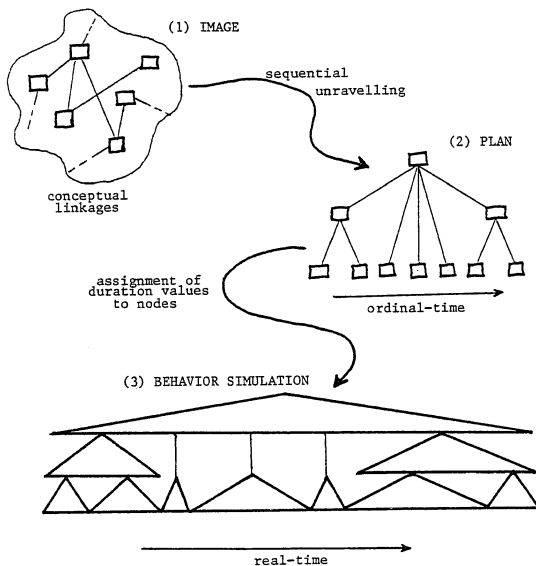 (1) IMAGE
sequential
unravelling
(2) PLAN
conceptual
linkages
assignment of
duration values
to nodes
ordinal-time
(3) BEHAVIOR SIMULATION
real-time